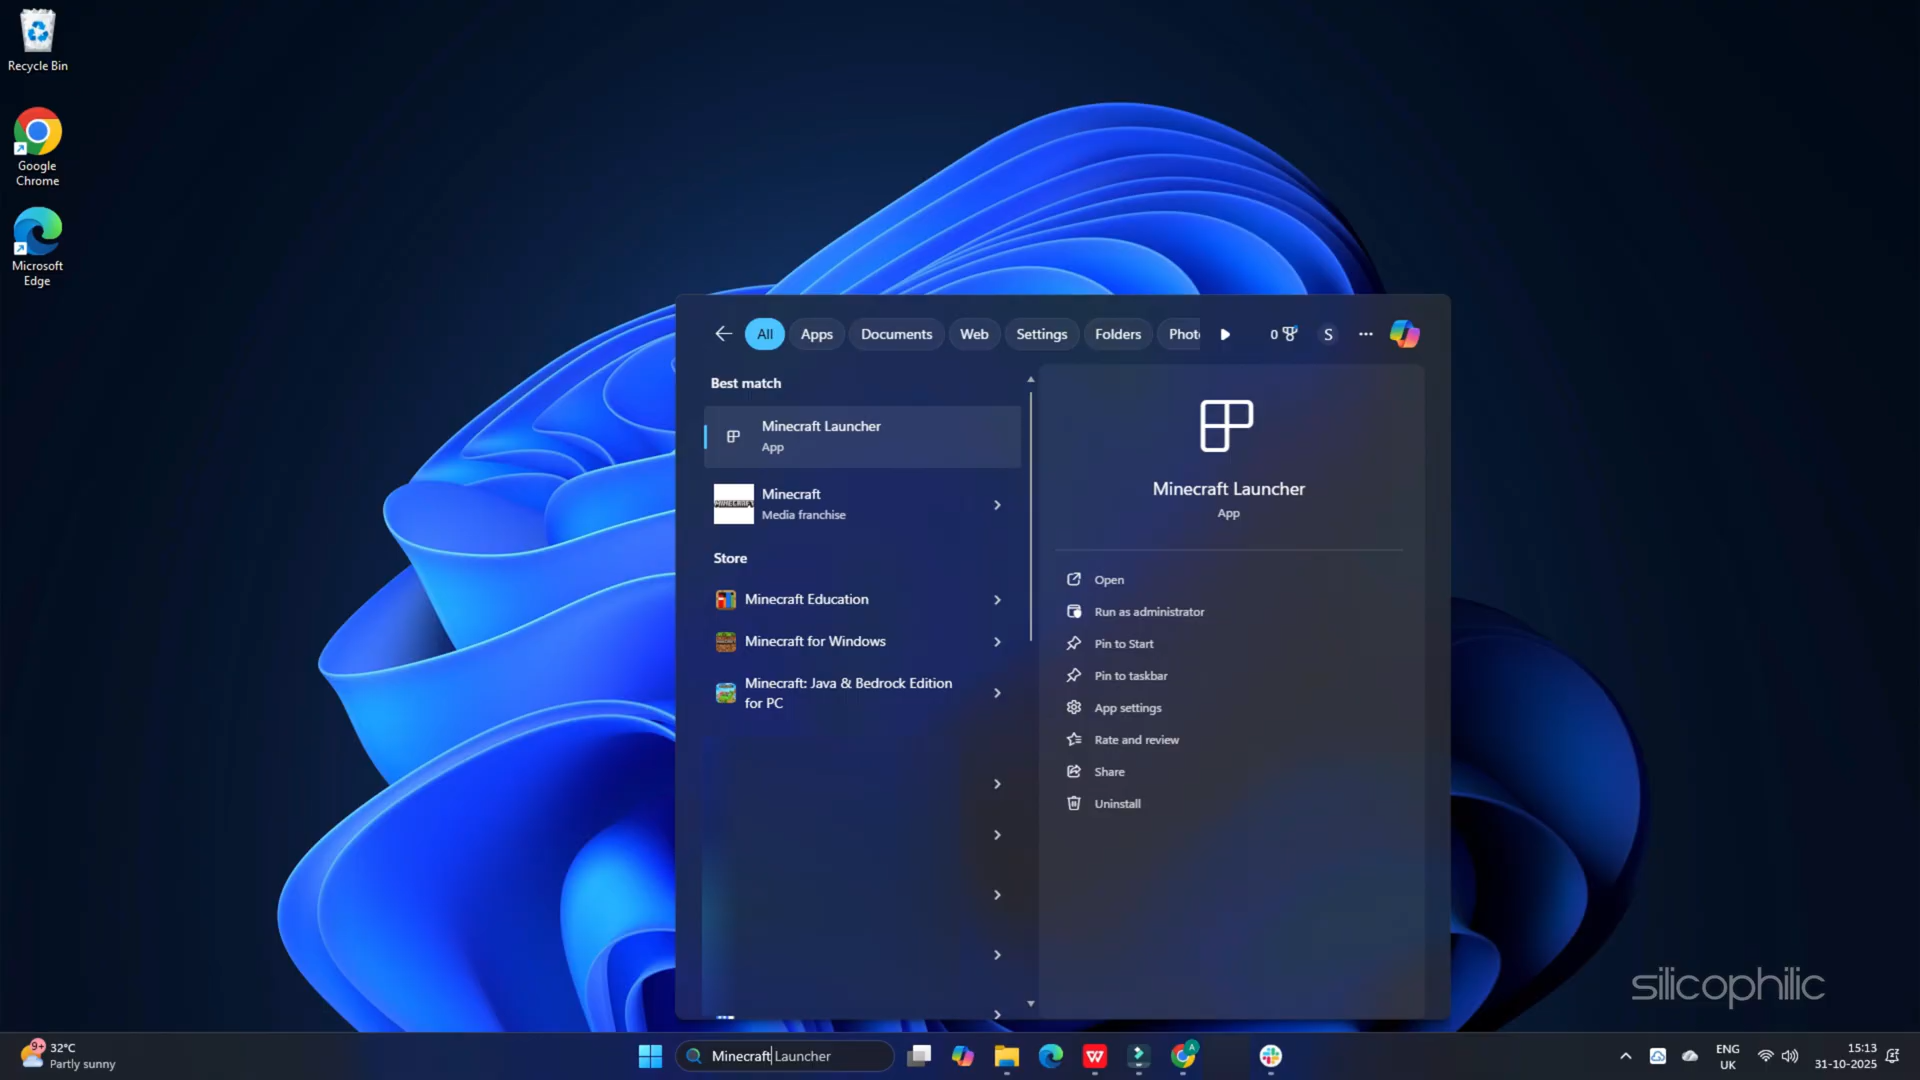 Recycle Bin
Google
Chrome
Microsoft
Edge
All
Apps
Documents
Web
Settings
Folders
Phot
0
S
Best match
Minecraft Launcher
App
Minecraft
Media franchise
Store
Minecraft Education
Minecraft for Windows
Minecraft: Java & Bedrock Edition
for PC
Minecraft Launcher
App
Open
Run as administrator
Pin to Start
Pin to taskbar
App settings
Rate and review
Share
Uninstall
silicophilic
9+
32°C
Partly sunny
Minecraft Launcher
A
ENG
UK
15:13
31-10-2025